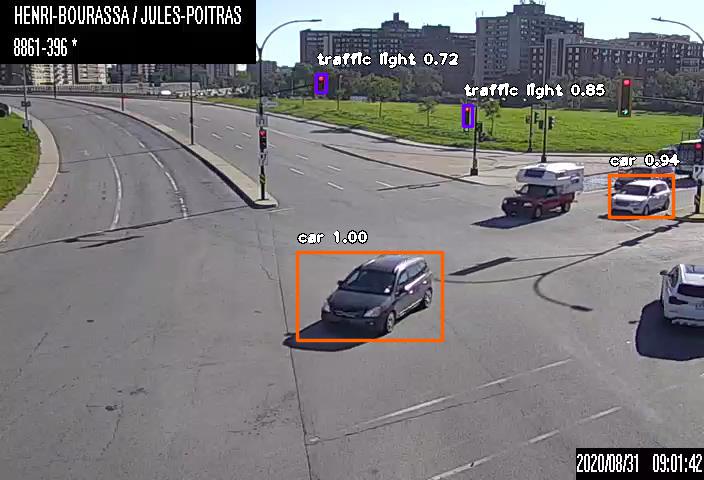 HENRI-BOURASSA / JULES-POITRAS
8861-396 *
traffic light 0.72
traffic light 0.85
car 0.94
car 1.00
2020/08/31 09:01:42